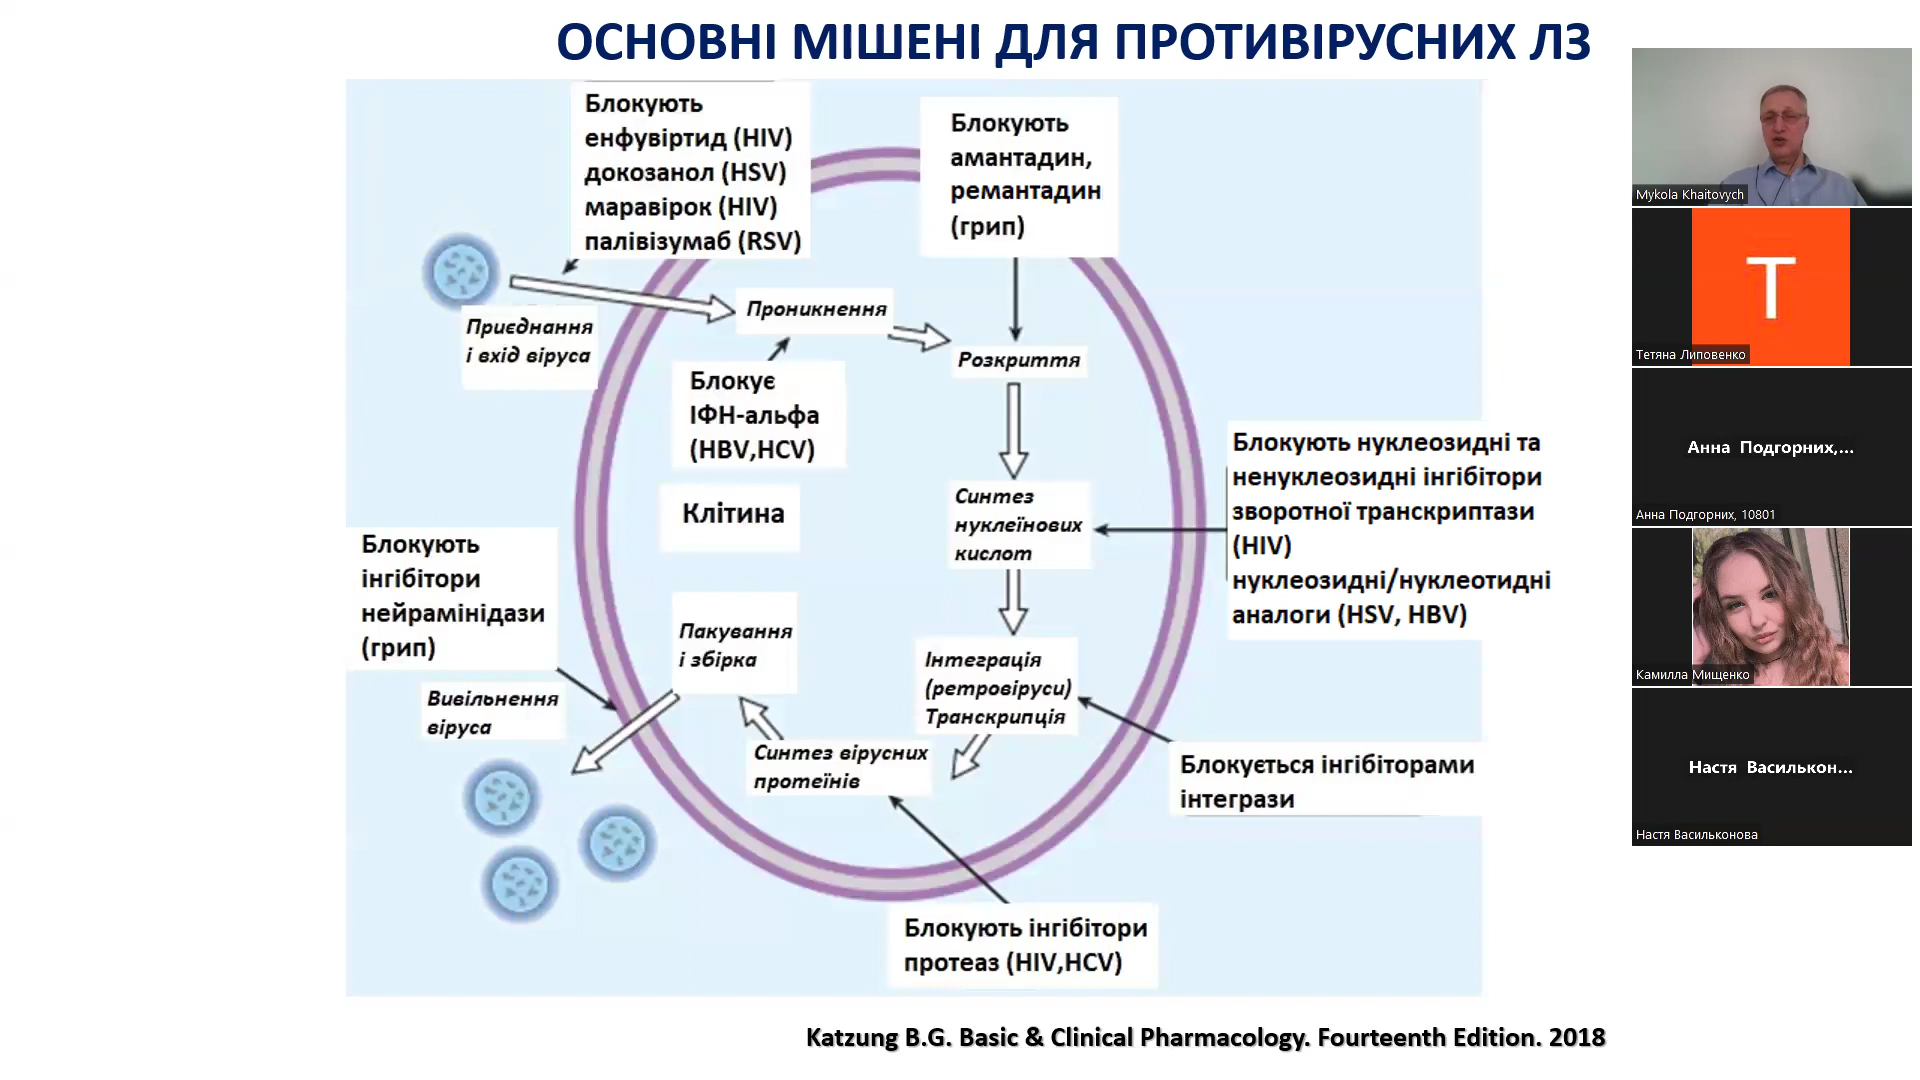 ОСНОВНІ МІШЕНІ ДЛЯ ПРОТИВІРУСНИХ ЛЗ
Блокують
енфувіртид (HIV)
докозанол (HSV)
маравірок (HIV)
палівізумаб (RSV)
Блокують
амантадин,
ремантадин
(грип)
Приєднання
і вхід віруса
Проникнення
Розкриття
Блокує
ІФН-альфа
(HBV,HCV)
Клітина
Синтез
нуклеїнових
кислот
Блокують нуклеозидні та
ненуклеозидні інгібітори
зворотної транскриптази
(HIV)
нуклеозидні/нуклеотидні
аналоги (HSV, HBV)
Блокують
інгібітори
нейрамінідази
(грип)
Пакування
і збірка
Інтеграція
(ретровіруси)
Транскрипція
Вивільнення
віруса
Синтез вірусних
протеїнів
Блокується інгібіторами
інтегрази
Блокують інгібітори
протеаз (HIV,HCV)
Katzung B.G. Basic & Clinical Pharmacology. Fourteenth Edition. 2018
Mykola Khaitovych
T
Тетяна Липовенко
Анна Подгорних,...
Анна Подгорних, 10801
Камилла Мищенко
Настя Василькон...
Настя Васильконова